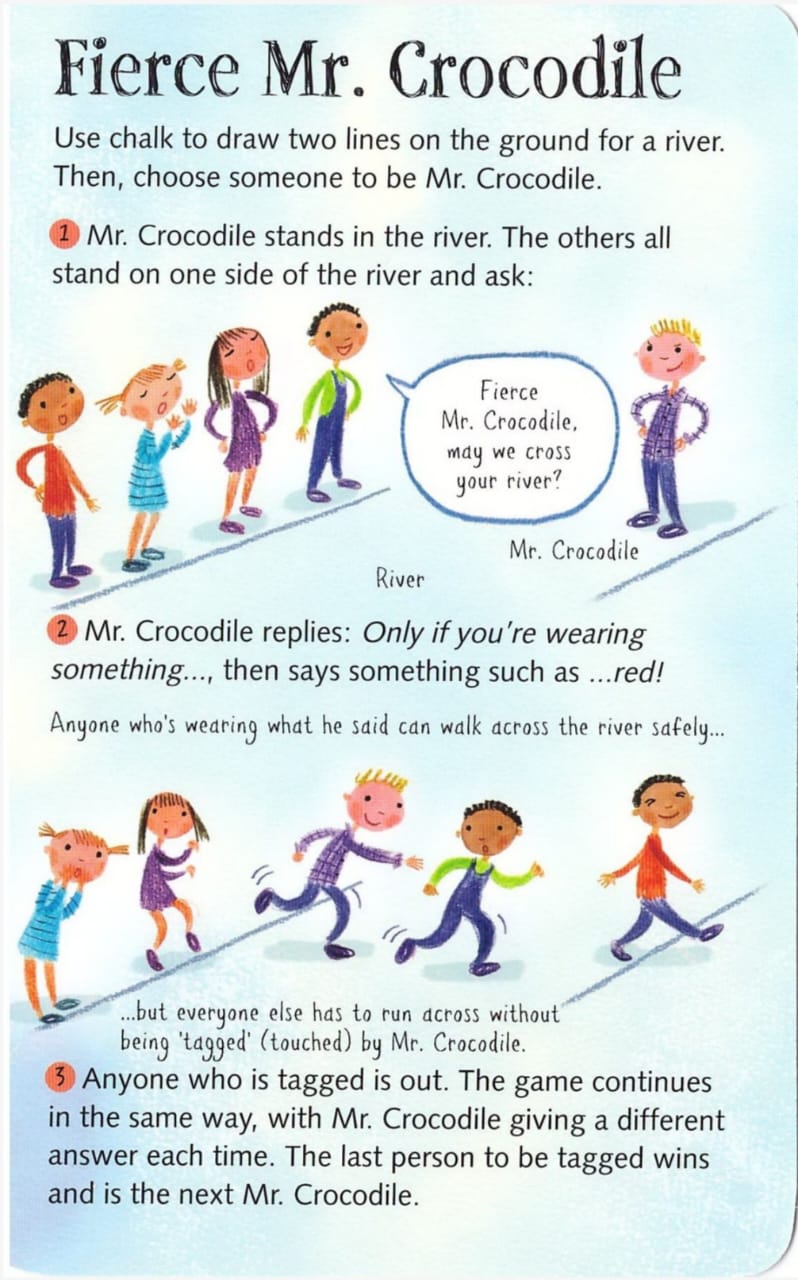 Fierce Mr. Crocodile
Use chalk to draw two lines on the ground for a river.
Then, choose someone to be Mr. Crocodile.
1 Mr. Crocodile stands in the river. The others all
stand on one side of the river and ask:
Fierce
Mr. Crocodile,
may we cross
your river?
Mr. Crocodile
River
2 Mr. Crocodile replies: Only if you're wearing
something..., then says something such as ...red!
Anyone who's wearing what he said can walk across the river safely...
...but everyone else has to run across without
being 'tagged' (touched) by Mr. Crocodile.
3 Anyone who is tagged is out. The game continues
in the same way, with Mr. Crocodile giving a different
answer each time. The last person to be tagged wins
and is the next Mr. Crocodile.